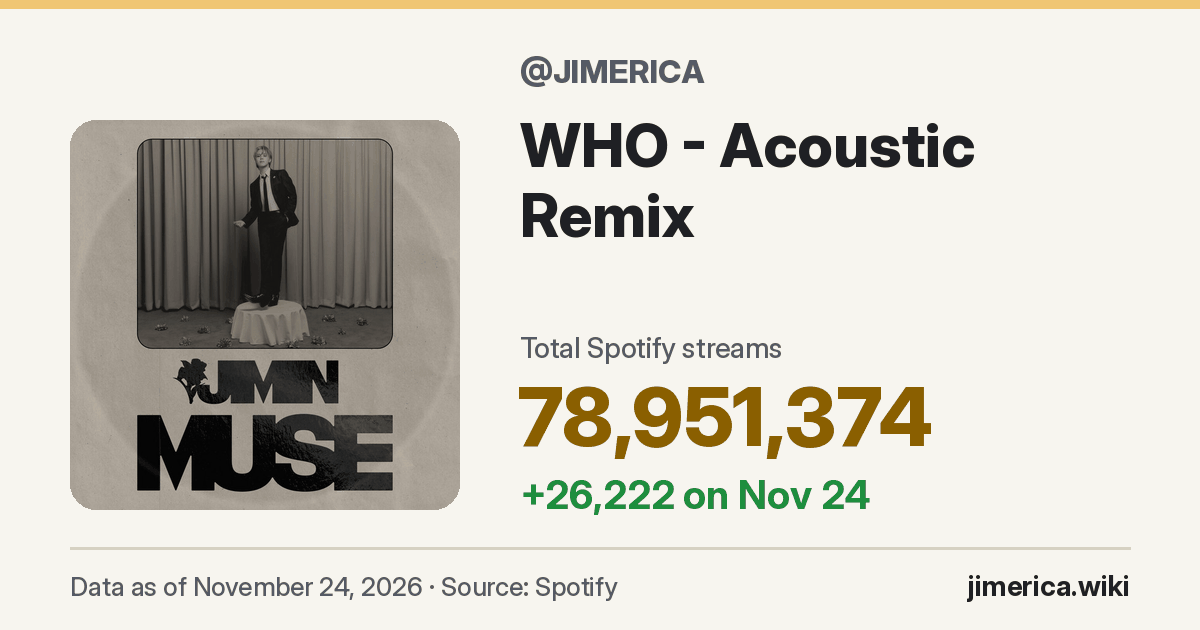 @JIMERICA
WHO - Acoustic
Remix
JMN
MUSE
Total Spotify streams
78,951,374
+26,222 on Nov 24
Data as of November 24, 2026 · Source: Spotify
jimerica.wiki